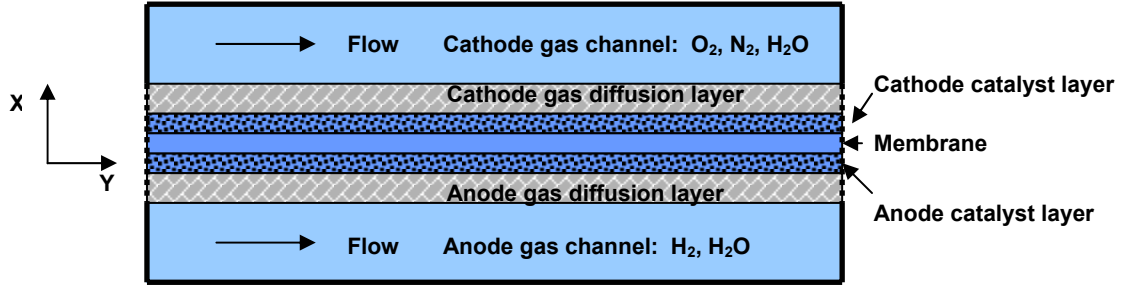 Flow Cathode gas channel: O₂, N₂, H₂O
Cathode gas diffusion layer
Cathode catalyst layer
X
Membrane
Y
Anode gas diffusion layer
Anode catalyst layer
Flow Anode gas channel: H₂, H₂O